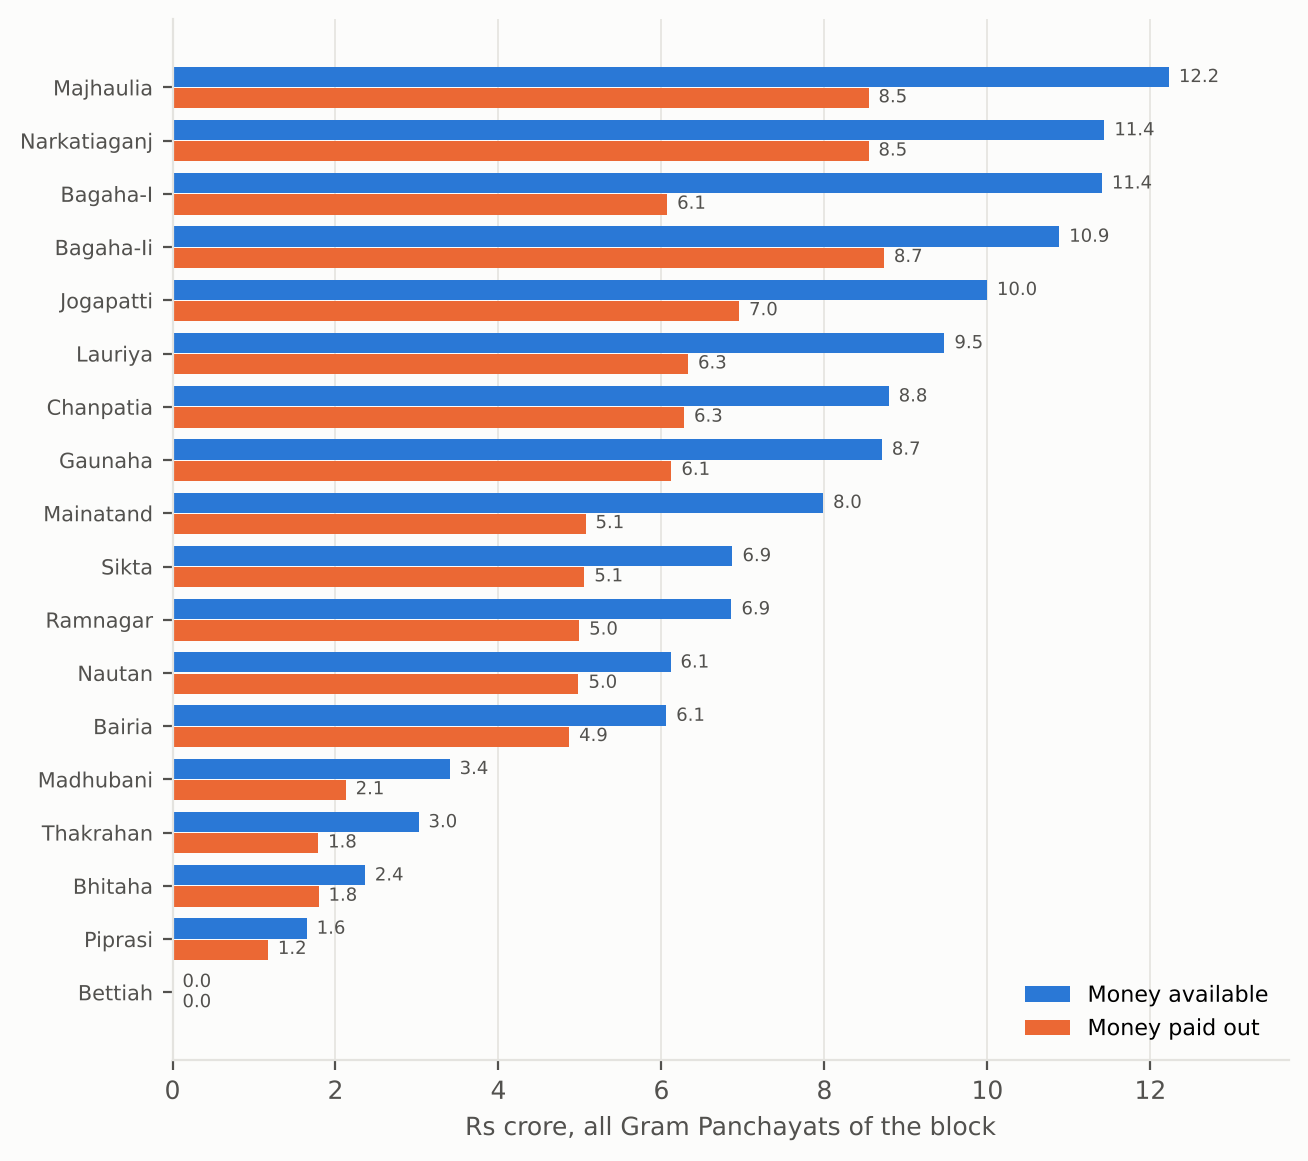 Majhaulia 12.2
8.5
Narkatiaganj 11.4
8.5
Bagaha-I 11.4
6.1
Bagaha-Ii 10.9
8.7
Jogapatti 10.0
7.0
Lauriya 9.5
6.3
Chanpatia 8.8
6.3
Gaunaha 8.7
6.1
Mainatand 8.0
5.1
Sikta 6.9
5.1
Ramnagar 6.9
5.0
Nautan 6.1
5.0
Bairia 6.1
4.9
Madhubani 3.4
2.1
Thakrahan 3.0
1.8
Bhitaha 2.4
1.8
Piprasi 1.6
1.2
Bettiah 0.0
0.0
Money available
Money paid out
0 2 4 6 8 10 12
Rs crore, all Gram Panchayats of the block